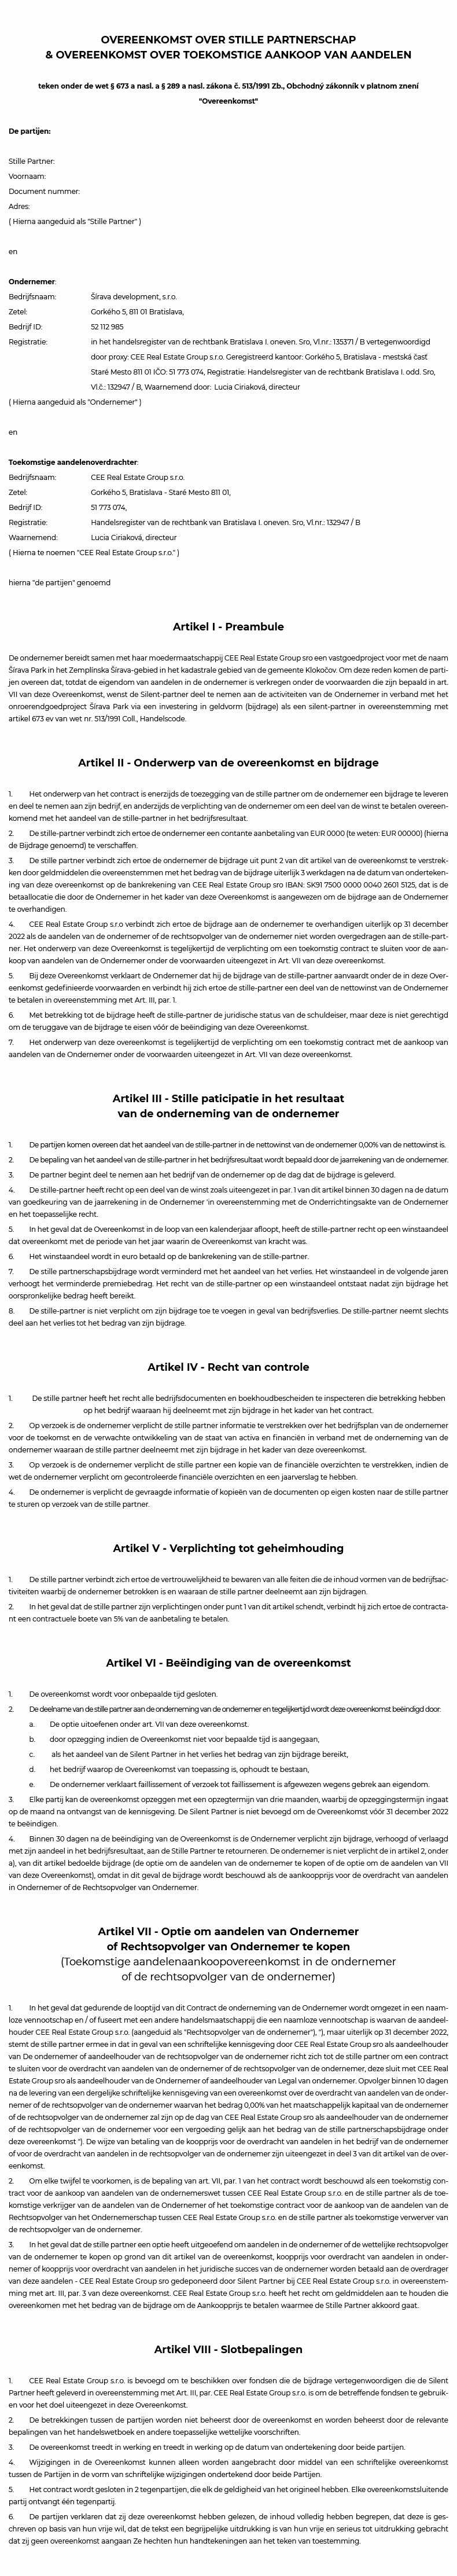 OVEREENKOMST OVER STILLE PARTNERSCHAP
& OVEREENKOMST OVER TOEKOMSTIGE AANKOOP VAN AANDELEN
teken onder de wet § 673 a nasl. a § 289 a nasl. zákona č. 513/1991 Zb., Obchodný zákonník v platnom znení
"Overeenkomst"
De partijen:
Stille Partner:
Voornaam:
Document nummer:
Adres:
( Hierna aangeduid als "Stille Partner" )
en
Ondernemer:
Bedrijfsnaam: Šírava development, s.r.o.
Zetel: Gorkého 5, 811 01 Bratislava,
Bedrijf ID: 52 112 985
Registratie: in het handelsregister van de rechtbank Bratislava I. oneven. Sro, Vl.nr.: 135371 / B vertegenwoordigd
door proxy: CEE Real Estate Group s.r.o. Geregistreerd kantoor: Gorkého 5, Bratislava - mestská časť
Staré Mesto 811 01 IČO: 51 773 074, Registratie: Handelsregister van de rechtbank Bratislava I. odd. Sro,
Vl.č.: 132947 / B, Waarnemend door: Lucia Ciriaková, directeur
( Hierna aangeduid als "Ondernemer" )
en
Toekomstige aandelenoverdrachter:
Bedrijfsnaam: CEE Real Estate Group s.r.o.
Zetel: Gorkého 5, Bratislava - Staré Mesto 811 01,
Bedrijf ID: 51 773 074,
Registratie: Handelsregister van de rechtbank van Bratislava I. oneven. Sro, Vl.nr.: 132947 / B
Waarnemend: Lucia Ciriaková, directeur
( Hierna te noemen "CEE Real Estate Group s.r.o." )
hierna "de partijen" genoemd
Artikel I - Preambule
De ondernemer bereidt samen met haar moedermaatschappij CEE Real Estate Group sro een vastgoedproject voor met de naam
Šírava Park in het Zemplínska Šírava-gebied in het kadastrale gebied van de gemeente Klokočov. Om deze reden komen de parti-
jen overeen dat, totdat de eigendom van aandelen in de ondernemer is verkregen onder de voorwaarden die zijn bepaald in art.
VII van deze Overeenkomst, wenst de Silent-partner deel te nemen aan de activiteiten van de Ondernemer in verband met het
onroerendgoedproject Šírava Park via een investering in geldvorm (bijdrage) als een silent-partner in overeenstemming met
artikel 673 ev van wet nr. 513/1991 Coll., Handelscode.
Artikel II - Onderwerp van de overeenkomst en bijdrage
1. Het onderwerp van het contract is enerzijds de toezegging van de stille partner om de ondernemer een bijdrage te leveren
en deel te nemen aan zijn bedrijf, en anderzijds de verplichting van de ondernemer om een deel van de winst te betalen overeen-
komend met het aandeel van de stille-partner in het bedrijfsresultaat.
2. De stille-partner verbindt zich ertoe de ondernemer een contante aanbetaling van EUR 0000 (te weten: EUR 00000) (hierna
de Bijdrage genoemd) te verschaffen.
3. De stille partner verbindt zich ertoe de ondernemer de bijdrage uit punt 2 van dit artikel van de overeenkomst te verstrek-
ken door geldmiddelen die overeenstemmen met het bedrag van de bijdrage uiterlijk 3 werkdagen na de datum van onderteken-
ing van deze overeenkomst op de bankrekening van CEE Real Estate Group sro IBAN: SK91 7500 0000 0040 2601 5125, dat is de
betaallocatie die door de Ondernemer in het kader van deze Overeenkomst is aangewezen om de bijdrage aan de Ondernemer
te overhandigen.
4. CEE Real Estate Group s.r.o verbindt zich ertoe de bijdrage aan de ondernemer te overhandigen uiterlijk op 31 december
2022 als de aandelen van de ondernemer of de rechtsopvolger van de ondernemer niet worden overgedragen aan de stille-part-
ner. Het onderwerp van deze Overeenkomst is tegelijkertijd de verplichting om een toekomstig contract te sluiten voor de aan-
koop van aandelen van de Ondernemer onder de voorwaarden uiteengezet in Art. VII van deze overeenkomst.
5. Bij deze Overeenkomst verklaart de Ondernemer dat hij de bijdrage van de stille-partner aanvaardt onder de in deze Over-
eenkomst gedefinieerde voorwaarden en verbindt hij zich ertoe de stille-partner een deel van de nettowinst van de Ondernemer
te betalen in overeenstemming met Art. III, par. 1.
6. Met betrekking tot de bijdrage heeft de stille-partner de juridische status van de schuldeiser, maar deze is niet gerechtigd
om de teruggave van de bijdrage te eisen vóór de beëindiging van deze Overeenkomst.
7. Het onderwerp van deze overeenkomst is tegelijkertijd de verplichting om een toekomstig contract met de aankoop van
aandelen van de Ondernemer onder de voorwaarden uiteengezet in Art. VII van deze overeenkomst.
Artikel III - Stille paticipatie in het resultaat
van de onderneming van de ondernemer
1. De partijen komen overeen dat het aandeel van de stille-partner in de nettowinst van de ondernemer 0,00% van de nettowinst is.
2. De bepaling van het aandeel van de stille-partner in het bedrijfsresultaat wordt bepaald door de jaarrekening van de ondernemer.
3. De partner begint deel te nemen aan het bedrijf van de ondernemer op de dag dat de bijdrage is geleverd.
4. De stille-partner heeft recht op een deel van de winst zoals uiteengezet in par. 1 van dit artikel binnen 30 dagen na de datum
van goedkeuring van de jaarrekening in de Ondernemer 'in overeenstemming met de Onderrichtingsakte van de Ondernemer
en het toepasselijke recht.
5. In het geval dat de Overeenkomst in de loop van een kalenderjaar afloopt, heeft de stille-partner recht op een winstaandeel
dat overeenkomt met de periode van het jaar waarin de Overeenkomst van kracht was.
6. Het winstaandeel wordt in euro betaald op de bankrekening van de stille-partner.
7. De stille partnerschapsbijdrage wordt verminderd met het aandeel van het verlies. Het winstaandeel in de volgende jaren
verhoogt het verminderde premiebedrag. Het recht van de stille-partner op een winstaandeel ontstaat nadat zijn bijdrage het
oorspronkelijke bedrag heeft bereikt.
8. De stille-partner is niet verplicht om zijn bijdrage toe te voegen in geval van bedrijfsverlies. De stille-partner neemt slechts
deel aan het verlies tot het bedrag van zijn bijdrage.
Artikel IV - Recht van controle
1. De stille partner heeft het recht alle bedrijfsdocumenten en boekhoudbescheiden te inspecteren die betrekking hebben
op het bedrijf waaraan hij deelneemt met zijn bijdrage in het kader van het contract.
2. Op verzoek is de ondernemer verplicht de stille partner informatie te verstrekken over het bedrijfsplan van de ondernemer
voor de toekomst en de verwachte ontwikkeling van de staat van activa en financiën in verband met de onderneming van de
ondernemer waaraan de stille partner deelneemt met zijn bijdrage in het kader van deze overeenkomst.
3. Op verzoek is de ondernemer verplicht de stille partner een kopie van de financiële overzichten te verstrekken, indien de
wet de ondernemer verplicht om gecontroleerde financiële overzichten en een jaarverslag te hebben.
4. De ondernemer is verplicht de gevraagde informatie of kopieën van de documenten op eigen kosten naar de stille partner
te sturen op verzoek van de stille partner.
Artikel V - Verplichting tot geheimhouding
1. De stille partner verbindt zich ertoe de vertrouwelijkheid te bewaren van alle feiten die de inhoud vormen van de bedrijfsac-
tiviteiten waarbij de ondernemer betrokken is en waaraan de stille partner deelneemt aan zijn bijdragen.
2. In het geval dat de stille partner zijn verplichtingen onder punt 1 van dit artikel schendt, verbindt hij zich ertoe de contracta-
nt een contractuele boete van 5% van de aanbetaling te betalen.
Artikel VI - Beëindiging van de overeenkomst
1. De overeenkomst wordt voor onbepaalde tijd gesloten.
2. De deelname van de stille partner aan de onderneming van de ondernerner en tegelijkertijd wordt deze overeenkomst beëindigd door:
a. De optie uitoefenen onder art. VII van deze overeenkomst.
b. door opzegging indien de Overeenkomst niet voor bepaalde tijd is aangegaan,
c. als het aandeel van de Silent Partner in het verlies het bedrag van zijn bijdrage bereikt,
d. het bedrijf waarop de Overeenkomst van toepassing is, ophoudt te bestaan,
e. De ondernemer verklaart faillissement of verzoek tot faillissement is afgewezen wegens gebrek aan eigendom.
3. Elke partij kan de overeenkomst opzeggen met een opzegtermijn van drie maanden, waarbij de opzeggingstermijn ingaat
op de maand na ontvangst van de kennisgeving. De Silent Partner is niet bevoegd om de Overeenkomst vóór 31 december 2022
te beëindigen.
4. Binnen 30 dagen na de beëindiging van de Overeenkomst is de Ondernemer verplicht zijn bijdrage, verhoogd of verlaagd
met zijn aandeel in het bedrijfsresultaat, aan de Stille Partner te retourneren. De ondernemer is niet verplicht de in artikel 2, onder
a), van dit artikel bedoelde bijdrage (de optie om de aandelen van de ondernemer te kopen of de optie om de aandelen van VII
van deze Overeenkomst), omdat in dit geval de bijdrage wordt beschouwd als de aankoopprijs voor de overdracht van aandelen
in Ondernemer of de Rechtsopvolger van Ondernemer.
Artikel VII - Optie om aandelen van Ondernemer
of Rechtsopvolger van Ondernemer te kopen
(Toekomstige aandelenaankoopovereenkomst in de ondernemer
of de rechtsopvolger van de ondernemer)
1. In het geval dat gedurende de looptijd van dit Contract de onderneming van de Ondernemer wordt omgezet in een naam-
loze vennootschap en / of fuseert met een andere handelsmaatschappij die een naamloze vennootschap is waarvan de aandeel-
houder CEE Real Estate Group s.r.o. (aangeduid als "Rechtsopvolger van de ondernemer"), "), maar uiterlijk op 31 december 2022,
stemt de stille partner ermee in dat in geval van een schriftelijke kennisgeving door CEE Real Estate Group sro als aandeelhouder
van De ondernemer of aandeelhouder van de rechtsopvolger van de ondernemer richt zich tot de stille partner om een contract
te sluiten voor de overdracht van aandelen van de ondernemer of de rechtsopvolger van de ondernemer, deze sluit met CEE Real
Estate Group sro als aandeelhouder van de Ondernemer of aandeelhouder van Legal van ondernemer. Opvolger binnen 10 dagen
na de levering van een dergelijke schriftelijke kennisgeving van een overeenkomst over de overdracht van aandelen van de onder-
nemer of de rechtsopvolger van de ondernemer waarvan het bedrag 0,00% van het maatschappelijk kapitaal van de ondernemer
of de rechtsopvolger van de ondernemer zal zijn op de dag van CEE Real Estate Group sro als aandeelhouder van de ondernemer
of de rechtsopvolger van de ondernemer voor een vergoeding gelijk aan het bedrag van de stille partnerschapsbijdrage onder
deze overeenkomst "). De wijze van betaling van de koopprijs voor de overdracht van aandelen in het bedrijf van de ondernemer
of voor de overdracht van aandelen in de rechtsopvolger van de ondernemer zijn uiteengezet in deel 3 van dit artikel van de over-
eenkomst.
2. Om elke twijfel te voorkomen, is de bepaling van art. VII, par. 1 van het contract wordt beschouwd als een toekomstig con-
tract voor de aankoop van aandelen van de ondernemerswet tussen CEE Real Estate Group s.r.o. en de stille partner als de toe-
komstige verkrijger van de aandelen van de Ondernemer of het toekomstige contract voor de aankoop van de aandelen van de
Rechtsopvolger van het Ondernemerschap tussen CEE Real Estate Group s.r.o. en de stille partner als toekomstige verwerver van
de rechtsopvolger van de ondernemer.
3. In het geval dat de stille partner een optie heeft uitgeoefend om aandelen in de ondernemer of de wettelijke rechtsopvolger
van de ondernemer te kopen op grond van dit artikel van de overeenkomst, koopprijs voor overdracht van aandelen in onder-
nemer of koopprijs voor overdracht van aandelen in het juridische succes van de ondernemer worden betaald aan de overdrager
van deze aandelen - CEE Real Estate Group sro gedeponeerd door Silent Partner bij CEE Real Estate Group s.r.o. in overeenstem-
ming met art. III, par. 3 van deze overeenkomst. CEE Real Estate Group s.r.o. heeft het recht om geldmiddelen aan te houden die
overeenkomen met het bedrag van de bijdrage om de Aankoopprijs te betalen waarmee de Stille Partner akkoord gaat.
Artikel VIII - Slotbepalingen
1. CEE Real Estate Group s.r.o. is bevoegd om te beschikken over fondsen die de bijdrage vertegenwoordigen die de Silent
Partner heeft geleverd in overeenstemming met Art. III, par. CEE Real Estate Group s.r.o. is om de betreffende fondsen te gebruik-
en voor het doel uiteengezet in deze Overeenkomst.
2. De betrekkingen tussen de partijen worden niet beheerst door de overeenkomst en worden beheerst door de relevante
bepalingen van het handelswetboek en andere toepasselijke wettelijke voorschriften.
3. De overeenkomst treedt in werking en treedt in werking op de datum van ondertekening door beide partijen.
4. Wijzigingen in de Overeenkomst kunnen alleen worden aangebracht door middel van een schriftelijke overeenkomst
tussen de Partijen in de vorm van schriftelijke wijzigingen ondertekend door beide Partijen.
5. Het contract wordt gesloten in 2 tegenpartijen, die elk de geldigheid van het origineel hebben. Elke overeenkomstsluitende
partij ontvangt één tegenpartij.
6. De partijen verklaren dat zij deze overeenkomst hebben gelezen, de inhoud volledig hebben begrepen, dat deze is ges-
chreven op basis van hun vrije wil, dat de tekst een begrijpelijke uitdrukking is van hun vrije en serieus tot uitdrukking gebracht
dat zij geen overeenkomst aangaan Ze hechten hun handtekeningen aan het teken van toestemming.